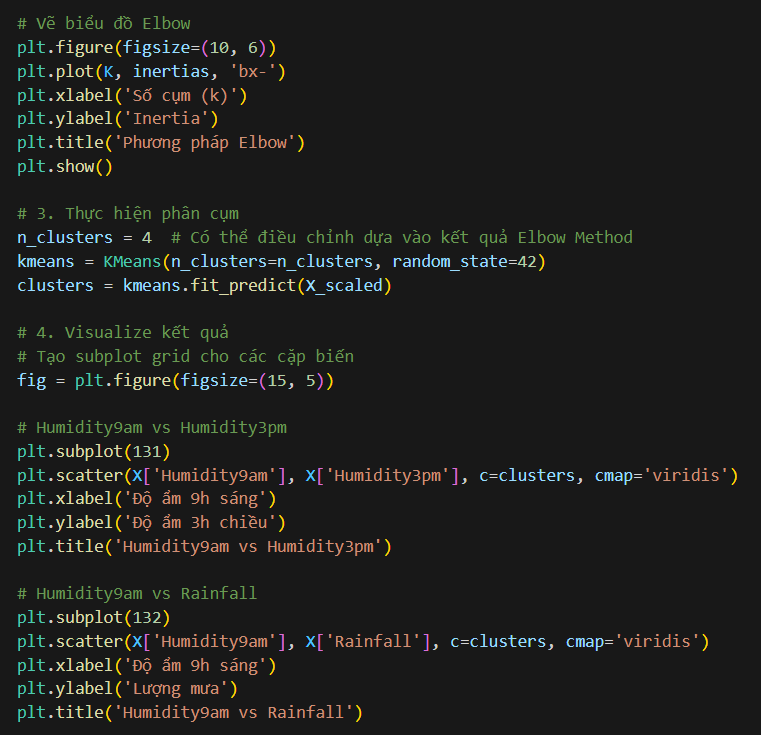 # Vẽ biểu đồ Elbow
plt.figure(figsize=(10, 6))
plt.plot(K, inertias, 'bx-')
plt.xlabel('Số cụm (k)')
plt.ylabel('Inertia')
plt.title('Phương pháp Elbow')
plt.show()

# 3. Thực hiện phân cụm
n_clusters = 4  # Có thể điều chỉnh dựa vào kết quả Elbow Method
kmeans = KMeans(n_clusters=n_clusters, random_state=42)
clusters = kmeans.fit_predict(X_scaled)

# 4. Visualize kết quả
# Tạo subplot grid cho các cặp biến
fig = plt.figure(figsize=(15, 5))

# Humidity9am vs Humidity3pm
plt.subplot(131)
plt.scatter(X['Humidity9am'], X['Humidity3pm'], c=clusters, cmap='viridis')
plt.xlabel('Độ ẩm 9h sáng')
plt.ylabel('Độ ẩm 3h chiều')
plt.title('Humidity9am vs Humidity3pm')

# Humidity9am vs Rainfall
plt.subplot(132)
plt.scatter(X['Humidity9am'], X['Rainfall'], c=clusters, cmap='viridis')
plt.xlabel('Độ ẩm 9h sáng')
plt.ylabel('Lượng mưa')
plt.title('Humidity9am vs Rainfall')